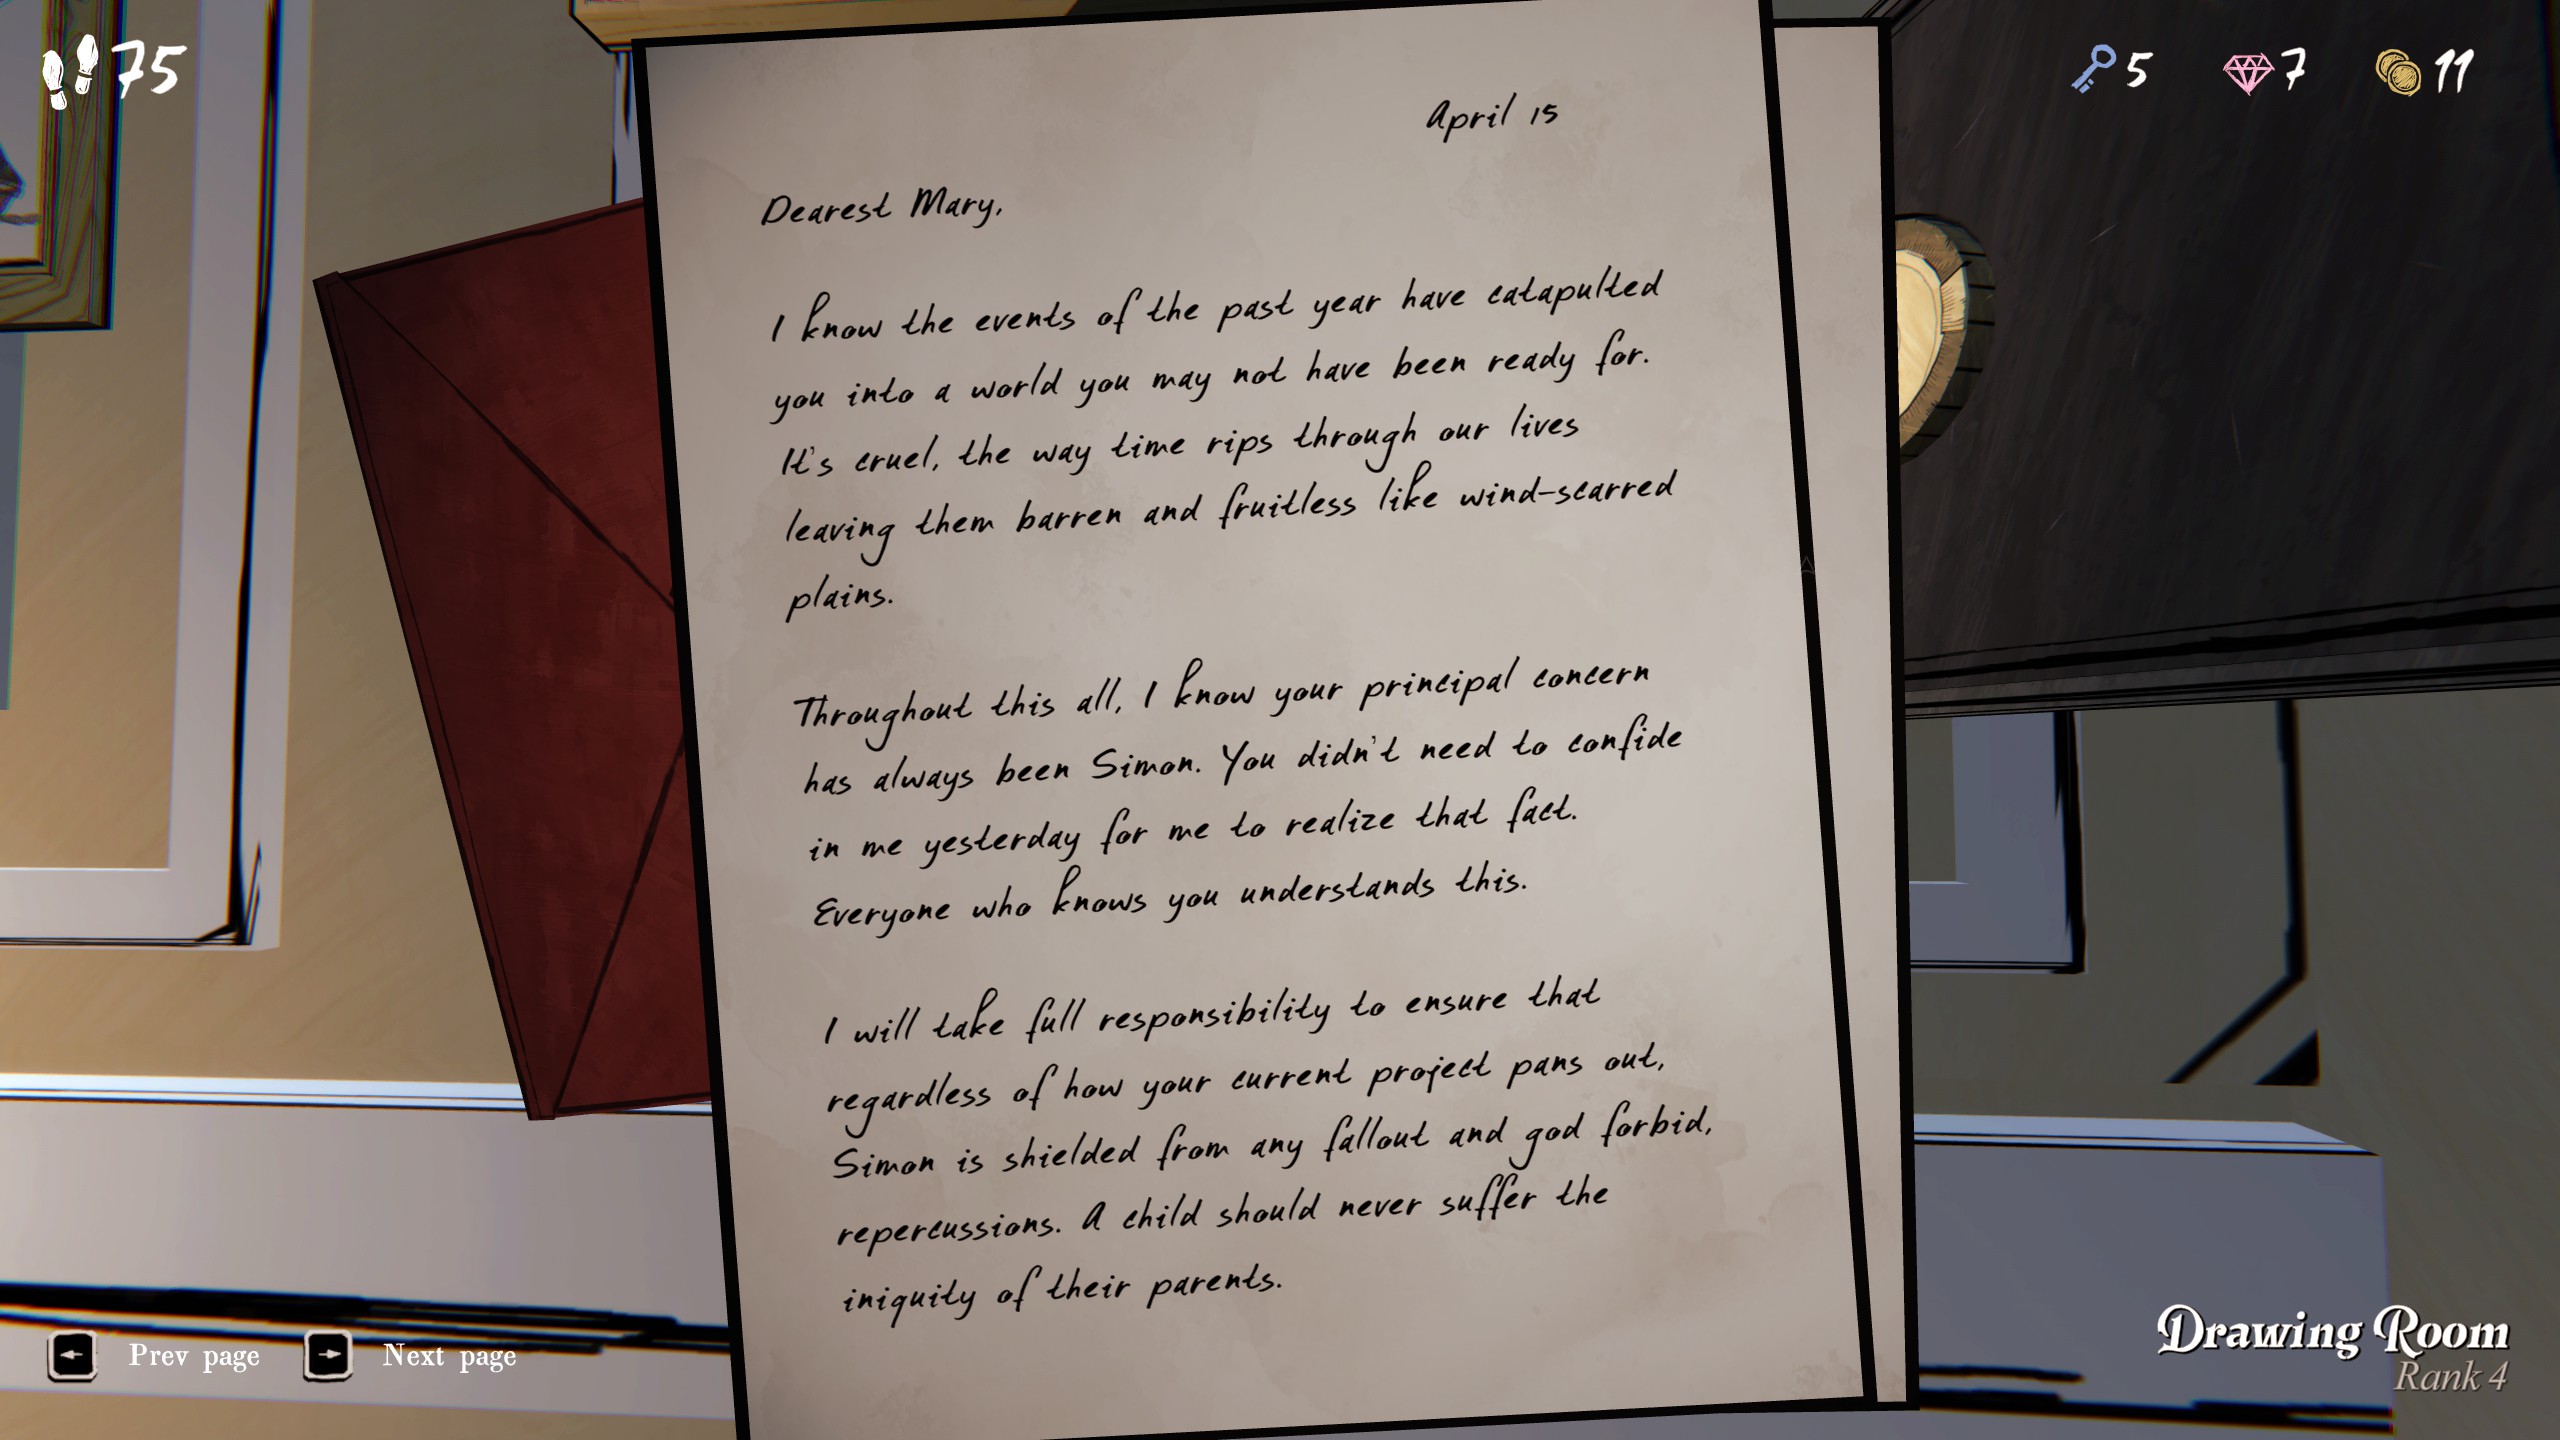 75
5
7
11
April 15
Dearest Mary,
I know the events of the past year have catapulted
you into a world you may not have been ready for.
It's cruel, the way time rips through our lives
leaving them barren and fruitless like wind-scarred
plains.
Throughout this all, I know your principal concern
has always been Simon. You didn't need to confide
in me yesterday for me to realize that fact.
Everyone who knows you understands this.
I will take full responsibility to ensure that
regardless of how your current project pans out,
Simon is shielded from any fallout and god forbid,
repercussions. A child should never suffer the
iniquity of their parents.
Prev page
Next page
Drawing Room
Rank 4